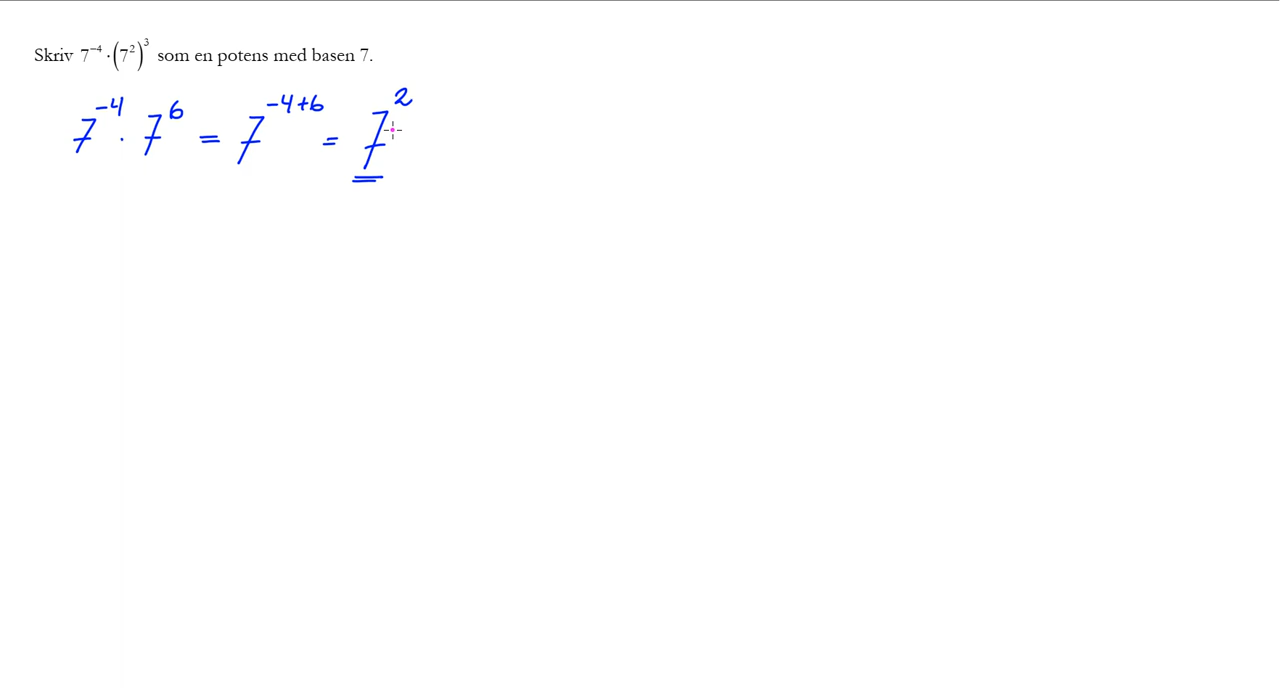 Skriv 7⁻⁴ · (7²)³ som en potens med basen 7.
7⁻⁴ · 7⁶ = 7⁻⁴⁺⁶ = 7²